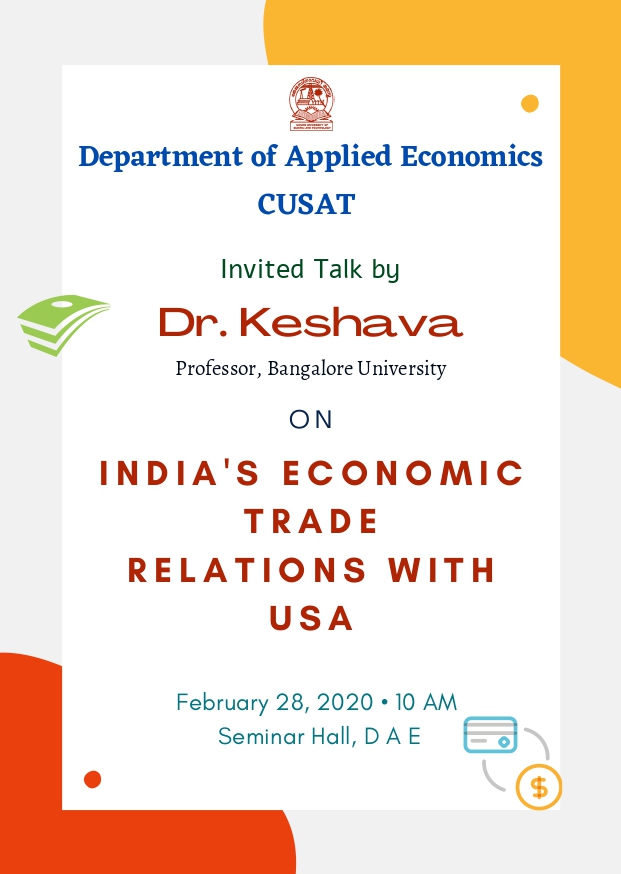 Department of Applied Economics
CUSAT
Invited Talk by
Dr. Keshava
Professor, Bangalore University
ON
INDIA'S ECONOMIC
TRADE
RELATIONS WITH
USA
February 28, 2020 • 10 AM
Seminar Hall, D A E
$